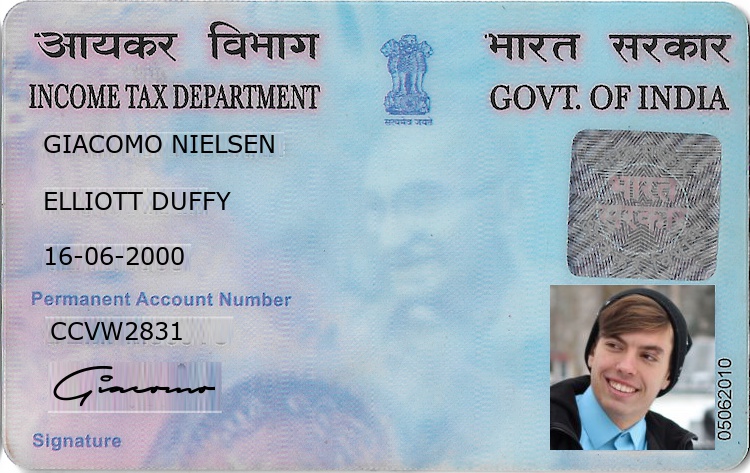 आयकर विभाग
भारत सरकार
INCOME TAX DEPARTMENT
GOVT. OF INDIA
सत्यमेव जयते
GIACOMO NIELSEN
ELLIOTT DUFFY
भारत
सरकार
16-06-2000
Permanent Account Number
CCVW2831
Giacomo
Signature
05062010